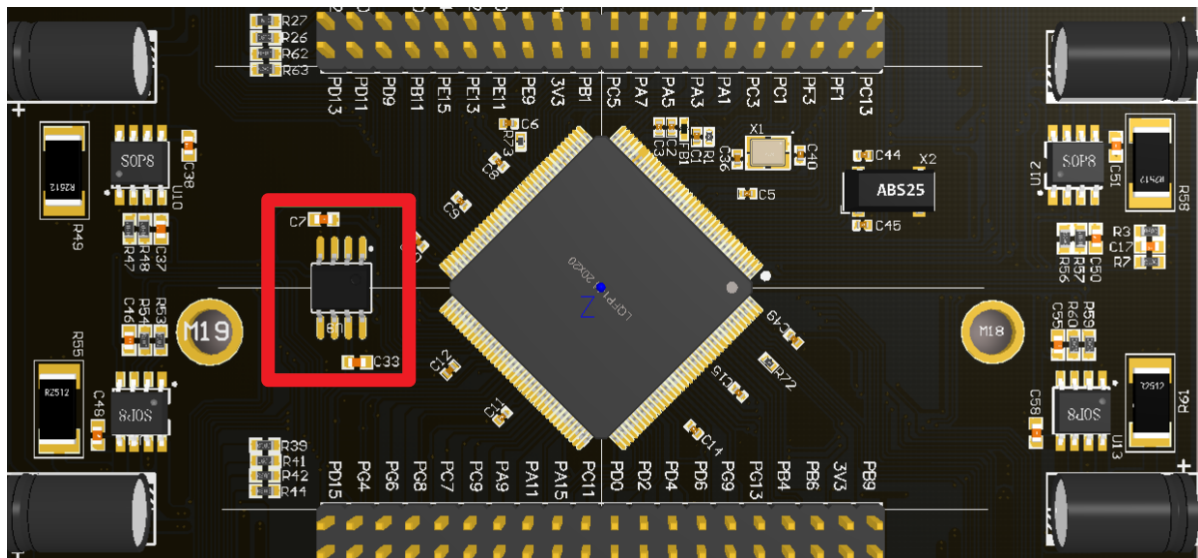 R27
R26
R62
R63
PD13
PD11
PD9
PB11
PE15
PE13
PE11
PE9
3V3
PB1
PC5
PA7
PA5
PA3
PA1
PC3
PC1
PF3
PF1
PC13
+
+
R2512
R49
SOP8
U10
C38
C6
R73
C8
C3
C2
FB1
C1
R1
X1
C36
C40
C44
X2
ABS25
C45
C5
U12
SOP8
C51
R2512
R58
R47
R48
C37
C7
C9
R3
C17
R7
R56
R57
C50
M19
U8
C33
LQFP1
20X20
Z
M18
C46
R54
R53
C49
R72
C55
R60
R59
R55
R2512
C48
SOP8
C12
C11
C15
C14
C58
SOP8
U13
R61
R39
R41
R42
R44
PD15
PG4
PG6
PG8
PC7
PC9
PA9
PA11
PA15
PC11
PD0
PD2
PD4
PD6
PG9
PG13
PB4
PB6
3V3
PB9
+
+